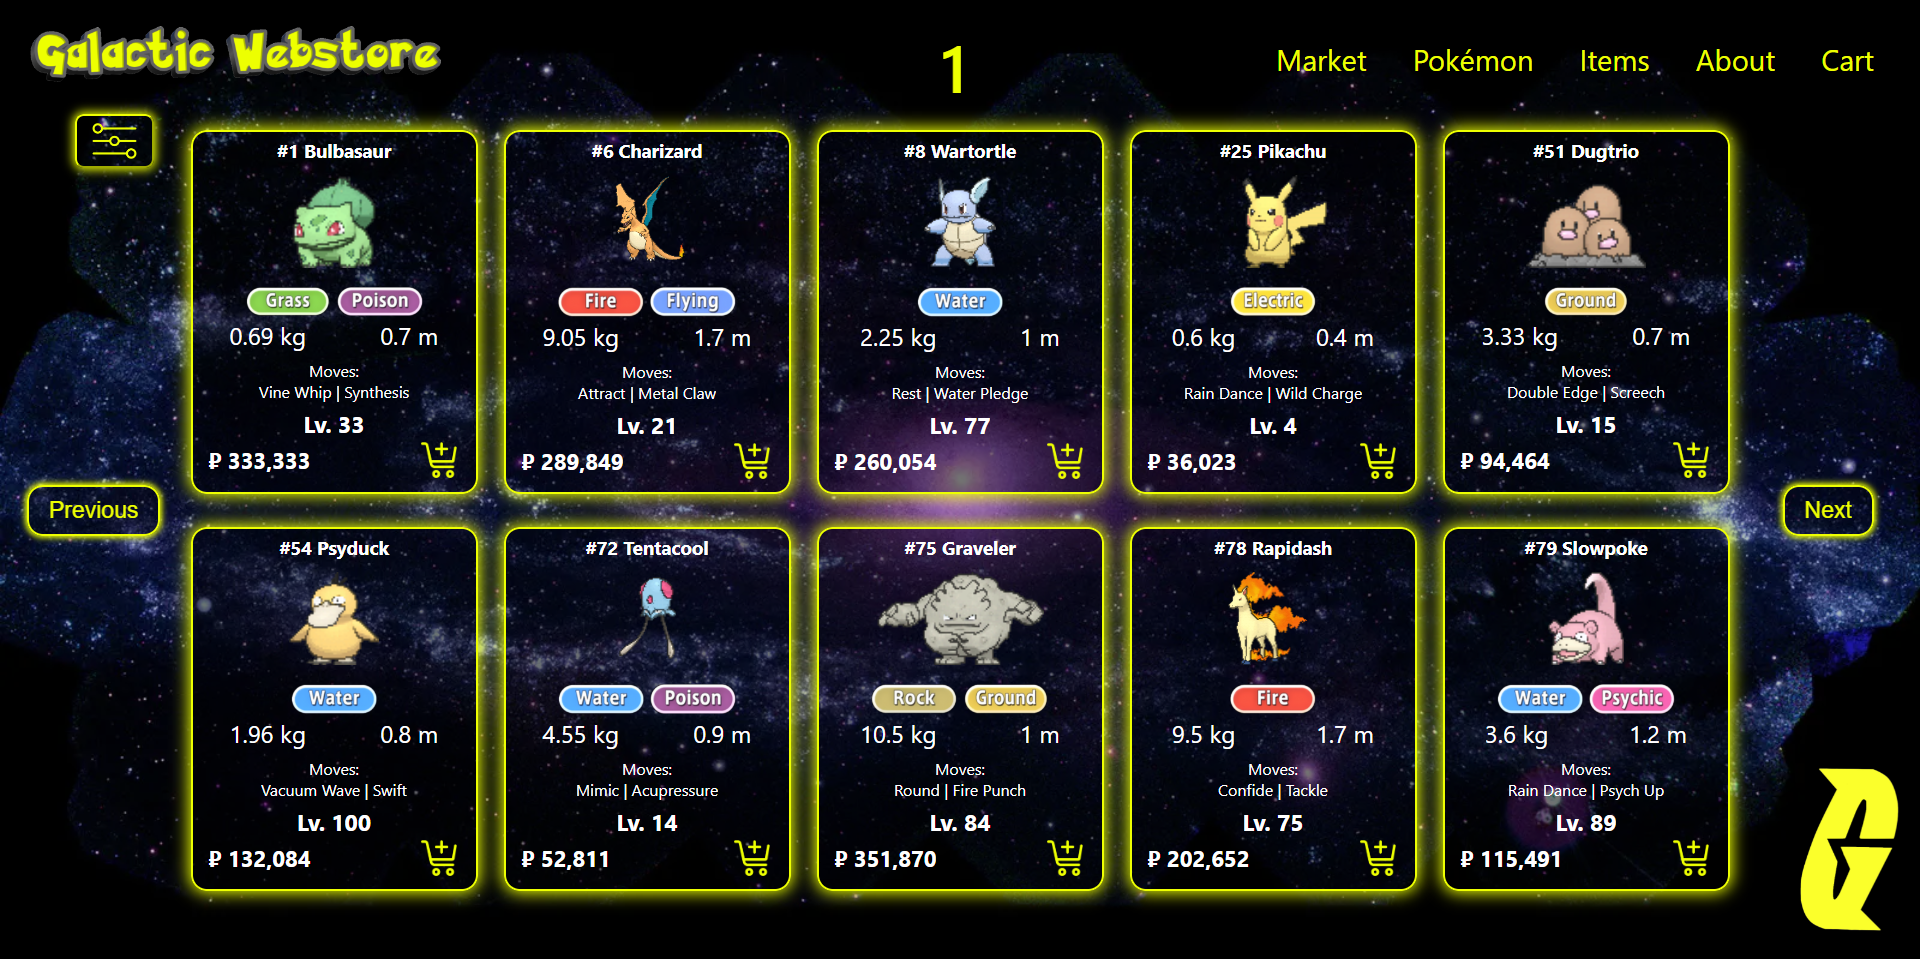 Galactic Webstore
1
Market Pokémon Items About Cart
#1 Bulbasaur
Grass Poison
0.69 kg 0.7 m
Moves:
Vine Whip | Synthesis
Lv. 33
₽ 333,333
#6 Charizard
Fire Flying
9.05 kg 1.7 m
Moves:
Attract | Metal Claw
Lv. 21
₽ 289,849
#8 Wartortle
Water
2.25 kg 1 m
Moves:
Rest | Water Pledge
Lv. 77
₽ 260,054
#25 Pikachu
Electric
0.6 kg 0.4 m
Moves:
Rain Dance | Wild Charge
Lv. 4
₽ 36,023
#51 Dugtrio
Ground
3.33 kg 0.7 m
Moves:
Double Edge | Screech
Lv. 15
₽ 94,464
Previous
Next
#54 Psyduck
Water
1.96 kg 0.8 m
Moves:
Vacuum Wave | Swift
Lv. 100
₽ 132,084
#72 Tentacool
Water Poison
4.55 kg 0.9 m
Moves:
Mimic | Acupressure
Lv. 14
₽ 52,811
#75 Graveler
Rock Ground
10.5 kg 1 m
Moves:
Round | Fire Punch
Lv. 84
₽ 351,870
#78 Rapidash
Fire
9.5 kg 1.7 m
Moves:
Confide | Tackle
Lv. 75
₽ 202,652
#79 Slowpoke
Water Psychic
3.6 kg 1.2 m
Moves:
Rain Dance | Psych Up
Lv. 89
₽ 115,491
G